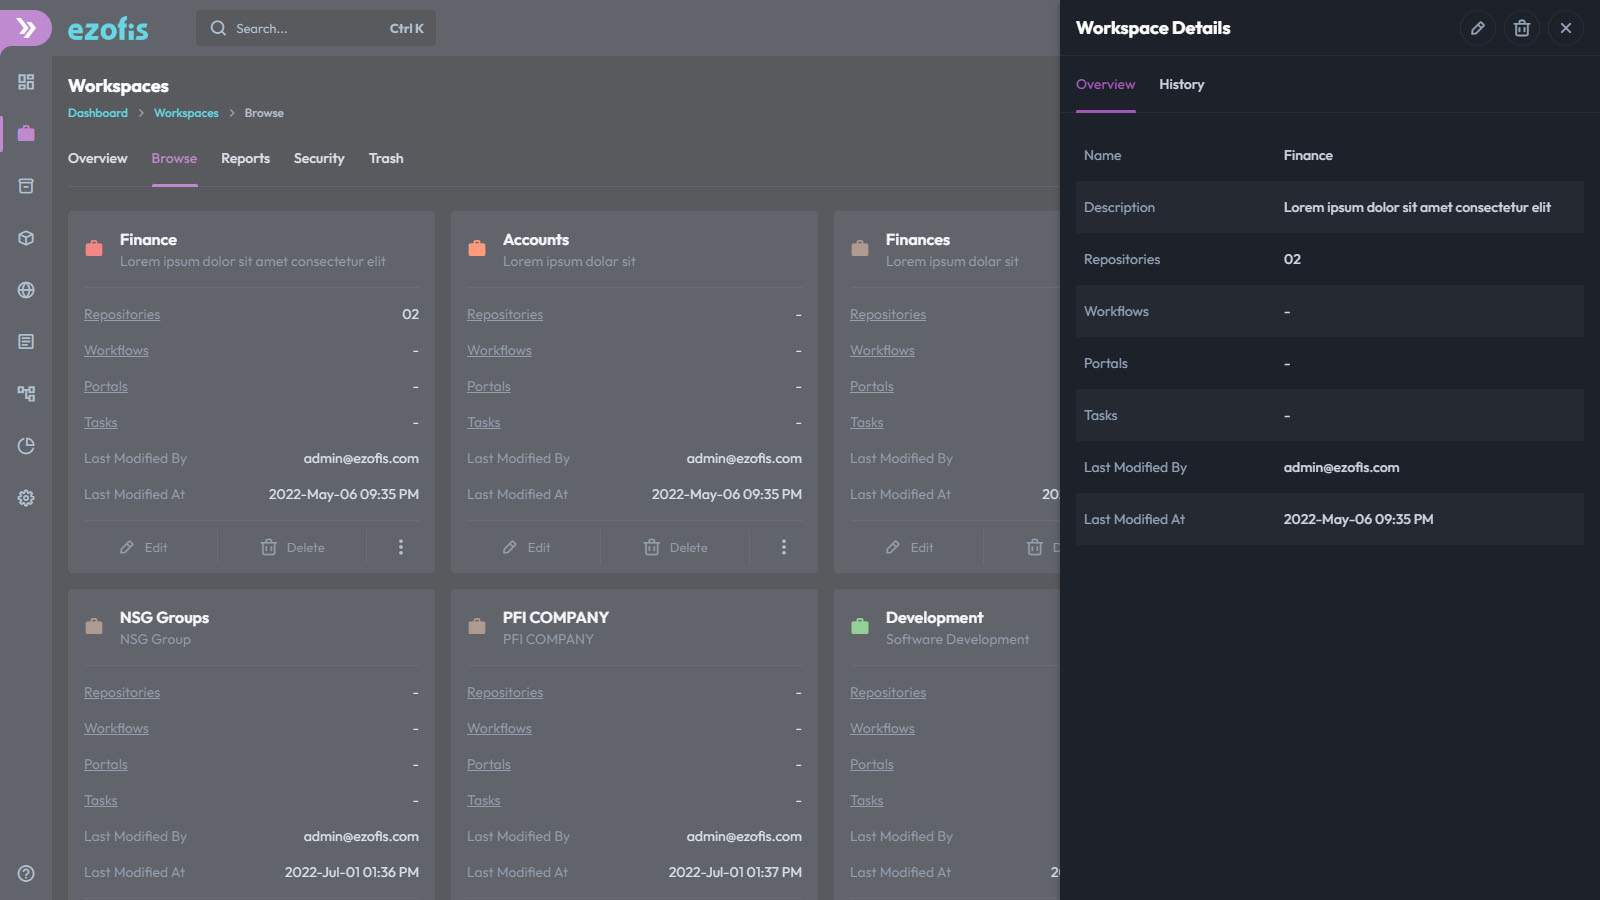 ezofis
Search... Ctrl K
Workspaces
Dashboard > Workspaces > Browse
Overview Browse Reports Security Trash
Finance
Lorem ipsum dolor sit amet consectetur elit
Repositories 02
Workflows -
Portals -
Tasks -
Last Modified By admin@ezofis.com
Last Modified At 2022-May-06 09:35 PM
Edit Delete
Accounts
Lorem ipsum dolar sit
Repositories -
Workflows -
Portals -
Tasks -
Last Modified By admin@ezofis.com
Last Modified At 2022-May-06 09:35 PM
Edit Delete
Finances
Lorem ipsum dolar sit
Repositories
Workflows
Portals
Tasks
Last Modified By
Last Modified At 20
Edit D
NSG Groups
NSG Group
Repositories -
Workflows -
Portals -
Tasks -
Last Modified By admin@ezofis.com
Last Modified At 2022-Jul-01 01:36 PM
PFI COMPANY
PFI COMPANY
Repositories -
Workflows -
Portals -
Tasks -
Last Modified By admin@ezofis.com
Last Modified At 2022-Jul-01 01:37 PM
Development
Software Development
Repositories
Workflows
Portals
Tasks
Last Modified By
Last Modified At 2
Workspace Details
Overview History
Name Finance
Description Lorem ipsum dolor sit amet consectetur elit
Repositories 02
Workflows -
Portals -
Tasks -
Last Modified By admin@ezofis.com
Last Modified At 2022-May-06 09:35 PM